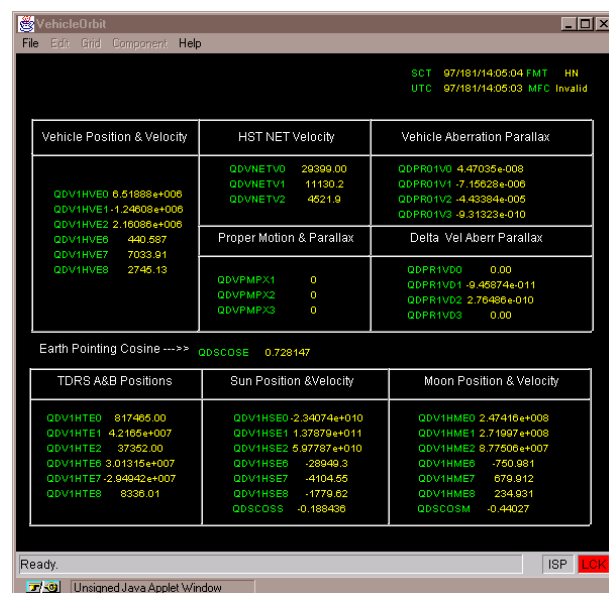 VehicleOrbit
File Edit Grid Component Help
SCT 97/181/14:05:04 FMT HN
UTC 97/181/14:05:03 MFC Invalid
Vehicle Position & Velocity HST NET Velocity Vehicle Aberration Parallax
QDVNETV0 29399.00 QDPR01V0 4.47035e-008
QDV1HVE0 6.51888e+006 QDVNETV1 11130.2 QDPR01V1 -7.15628e-006
QDV1HVE1 -1.24608e+006 QDVNETV2 4521.9 QDPR01V2 -4.43384e-005
QDV1HVE2 2.16086e+006 QDPR01V3 -9.31323e-010
QDV1HVE6 440.587 Proper Motion & Parallax Delta Vel Aberr Parallax
QDV1HVE7 7033.91
QDV1HVE8 2745.13 QDPR1VD0 0.00
QDVPMPX1 0 QDPR1VD1 -9.45874e-011
QDVPMPX2 0 QDPR1VD2 2.76486e-010
QDVPMPX3 0 QDPR1VD3 0.00
Earth Pointing Cosine --->> QDSCOSE 0.728147
TDRS A&B Positions Sun Position &Velocity Moon Position & Velocity
QDV1HTE0 817465.00 QDV1HSE0 -2.34074e+010 QDV1HME0 2.47416e+008
QDV1HTE1 4.2165e+007 QDV1HSE1 1.37879e+011 QDV1HME1 2.71997e+008
QDV1HTE2 37352.00 QDV1HSE2 5.97787e+010 QDV1HME2 8.77506e+007
QDV1HTE6 3.01315e+007 QDV1HSE6 -28949.3 QDV1HME6 -750.981
QDV1HTE7 -2.94942e+007 QDV1HSE7 -4104.55 QDV1HME7 679.912
QDV1HTE8 8336.01 QDV1HSE8 -1779.62 QDV1HME8 234.931
QDSCOSS -0.188436 QDSCOSM -0.44027
Ready. ISP LCK
Unsigned Java Applet Window